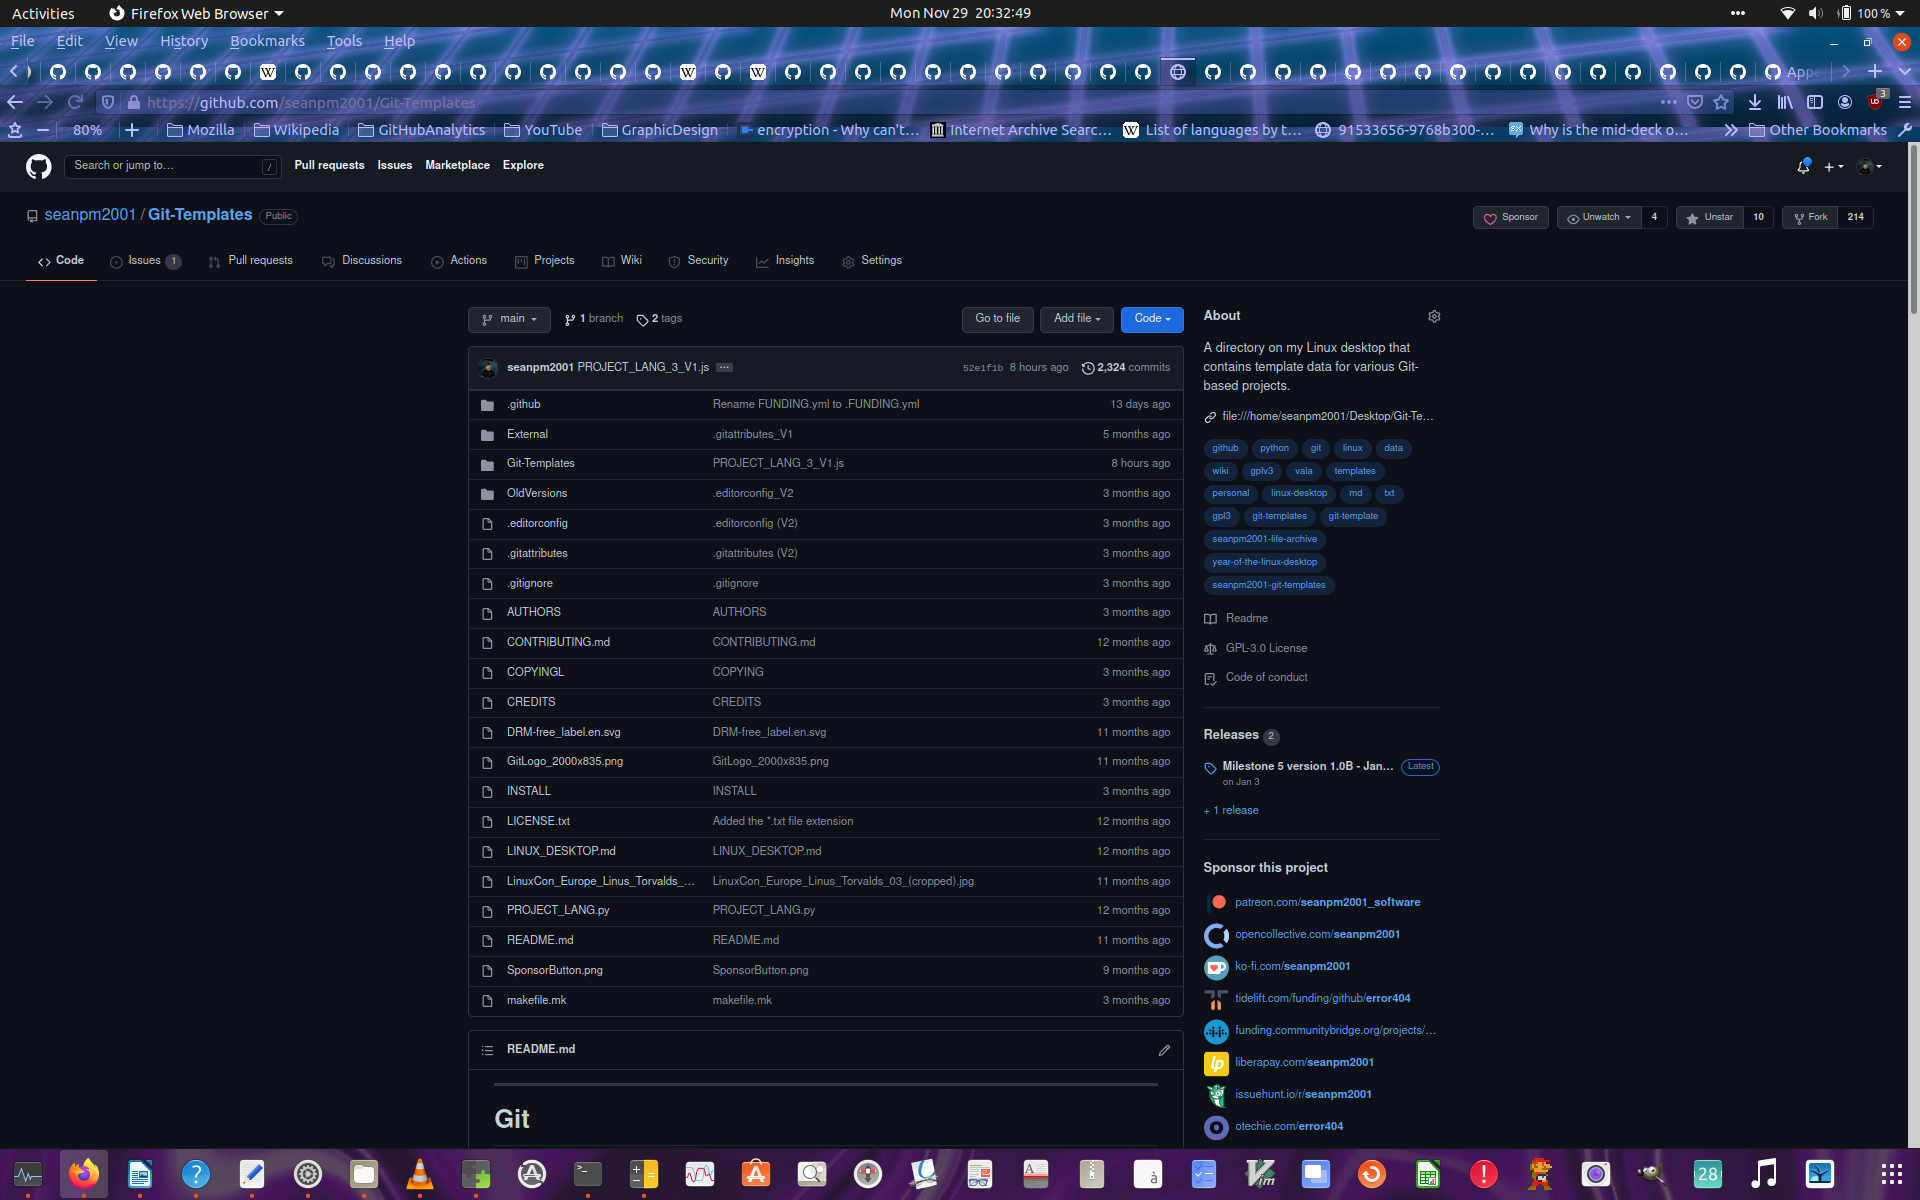 Activities Firefox Web Browser Mon Nov 29 20:32:49 100 %
File Edit View History Bookmarks Tools Help
Appe
https://github.com/seanpm2001/Git-Templates 3
80% Mozilla Wikipedia GitHubAnalytics YouTube GraphicDesign encryption - Why can't… Internet Archive Searc… List of languages by t… 91533656-9768b300-… Why is the mid-deck o… Other Bookmarks
Search or jump to… / Pull requests Issues Marketplace Explore
seanpm2001 / Git-Templates Public Sponsor Unwatch 4 Unstar 10 Fork 214
Code Issues 1 Pull requests Discussions Actions Projects Wiki Security Insights Settings
main 1 branch 2 tags Go to file Add file Code
seanpm2001 PROJECT_LANG_3_V1.js … 52e1f1b 8 hours ago 2,324 commits
.github Rename FUNDING.yml to .FUNDING.yml 13 days ago
External .gitattributes_V1 5 months ago
Git-Templates PROJECT_LANG_3_V1.js 8 hours ago
OldVersions .editorconfig_V2 3 months ago
.editorconfig .editorconfig (V2) 3 months ago
.gitattributes .gitattributes (V2) 3 months ago
.gitignore .gitignore 3 months ago
AUTHORS AUTHORS 3 months ago
CONTRIBUTING.md CONTRIBUTING.md 12 months ago
COPYINGL COPYING 3 months ago
CREDITS CREDITS 3 months ago
DRM-free_label.en.svg DRM-free_label.en.svg 11 months ago
GitLogo_2000x835.png GitLogo_2000x835.png 11 months ago
INSTALL INSTALL 3 months ago
LICENSE.txt Added the *.txt file extension 12 months ago
LINUX_DESKTOP.md LINUX_DESKTOP.md 12 months ago
LinuxCon_Europe_Linus_Torvalds_… LinuxCon_Europe_Linus_Torvalds_03_(cropped).jpg 11 months ago
PROJECT_LANG.py PROJECT_LANG.py 12 months ago
README.md README.md 11 months ago
SponsorButton.png SponsorButton.png 9 months ago
makefile.mk makefile.mk 3 months ago
README.md
Git
About
A directory on my Linux desktop that
contains template data for various Git-
based projects.
file:///home/seanpm2001/Desktop/Git-Te…
github python git linux data
wiki gplv3 vala templates
personal linux-desktop md txt
gpl3 git-templates git-template
seanpm2001-life-archive
year-of-the-linux-desktop
seanpm2001-git-templates
Readme
GPL-3.0 License
Code of conduct
Releases 2
Milestone 5 version 1.0B - Jan… Latest
on Jan 3
+ 1 release
Sponsor this project
patreon.com/seanpm2001_software
opencollective.com/seanpm2001
ko-fi.com/seanpm2001
tidelift.com/funding/github/error404
funding.communitybridge.org/projects/…
liberapay.com/seanpm2001
issuehunt.io/r/seanpm2001
otechie.com/error404
28